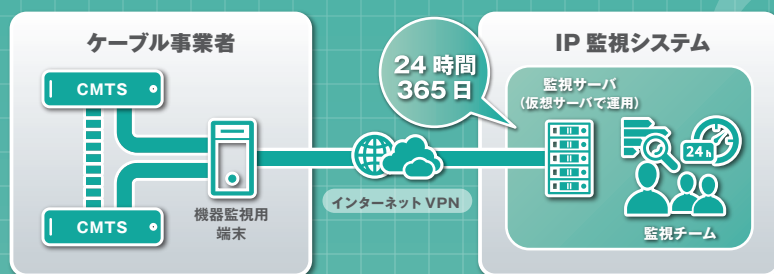 ケーブル事業者
CMTS
CMTS
機器監視用
端末
インターネット VPN
24 時間
365 日
IP 監視システム
監視サーバ
（仮想サーバで運用）
24h
監視チーム